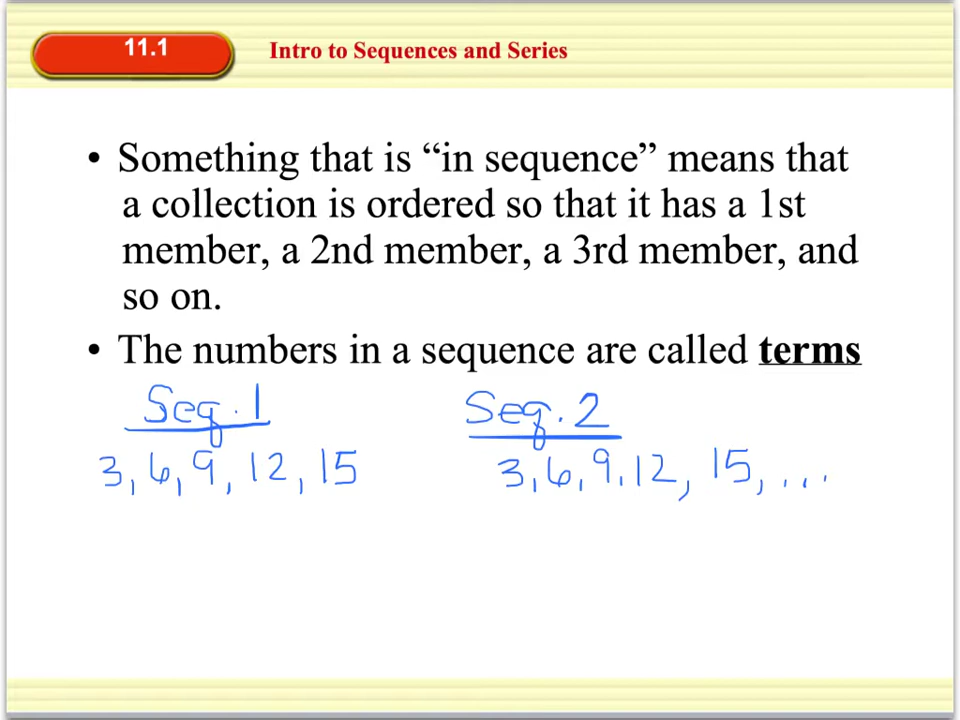 11.1
Intro to Sequences and Series
• Something that is “in sequence” means that
a collection is ordered so that it has a 1st
member, a 2nd member, a 3rd member, and
so on.
• The numbers in a sequence are called terms
Seq. 1
Seq. 2
3, 6, 9, 12, 15
3, 6, 9, 12, 15, ...